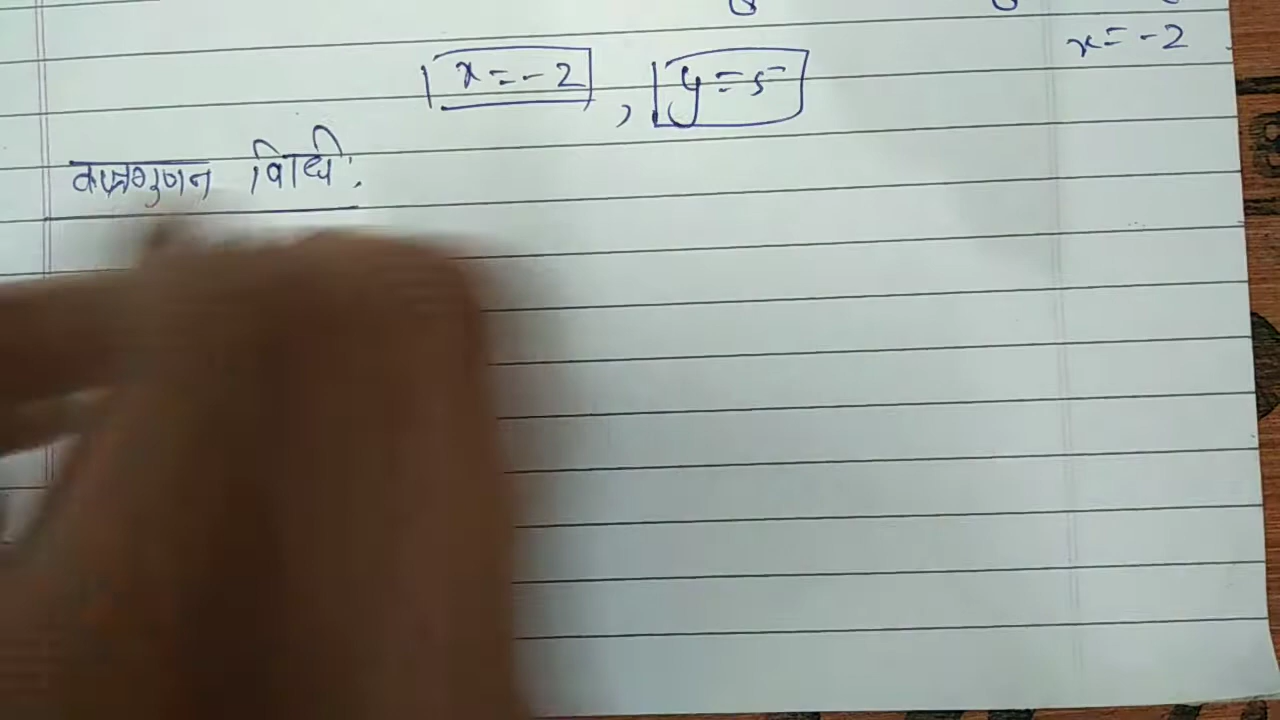 x = -2
x = -2 , y = 5
वज्रगुणन विधी :